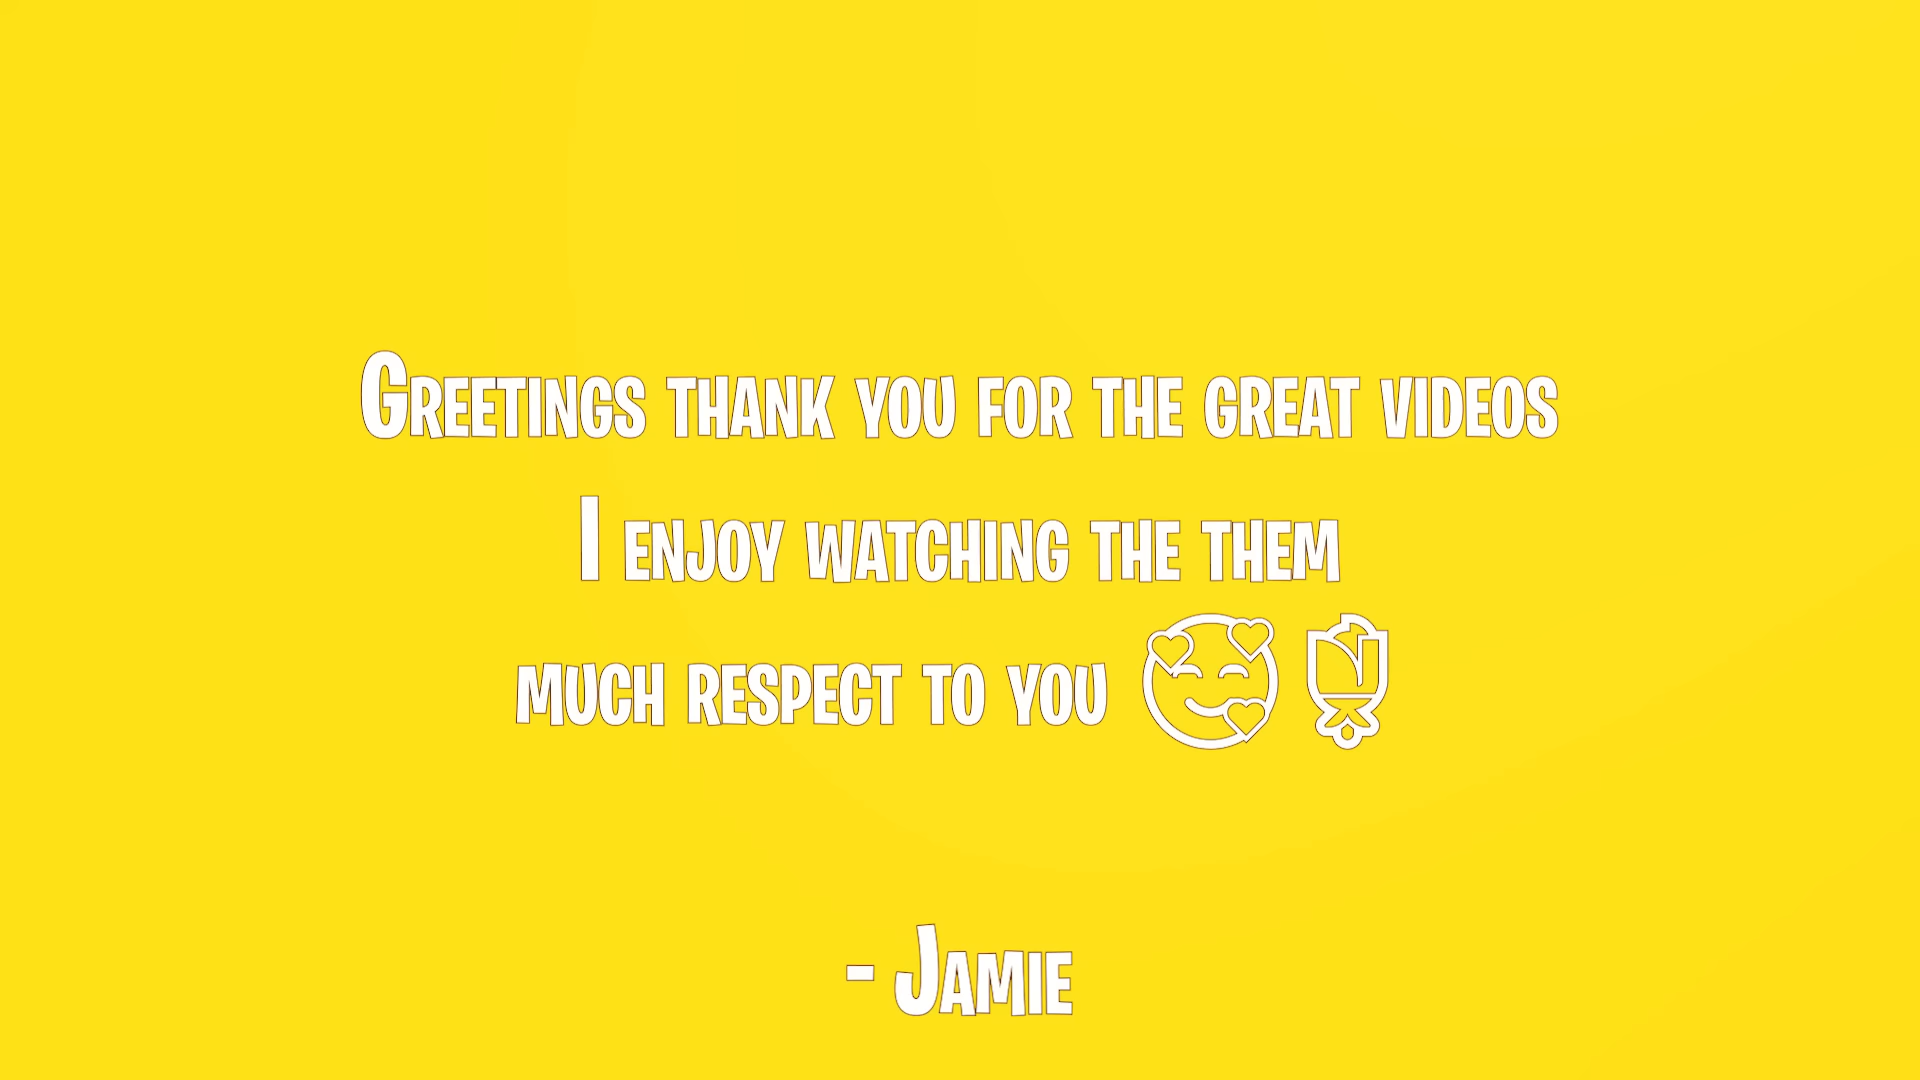 Greetings thank you for the great videos
I enjoy watching the them
much respect to you 🥰 🌹
- Jamie